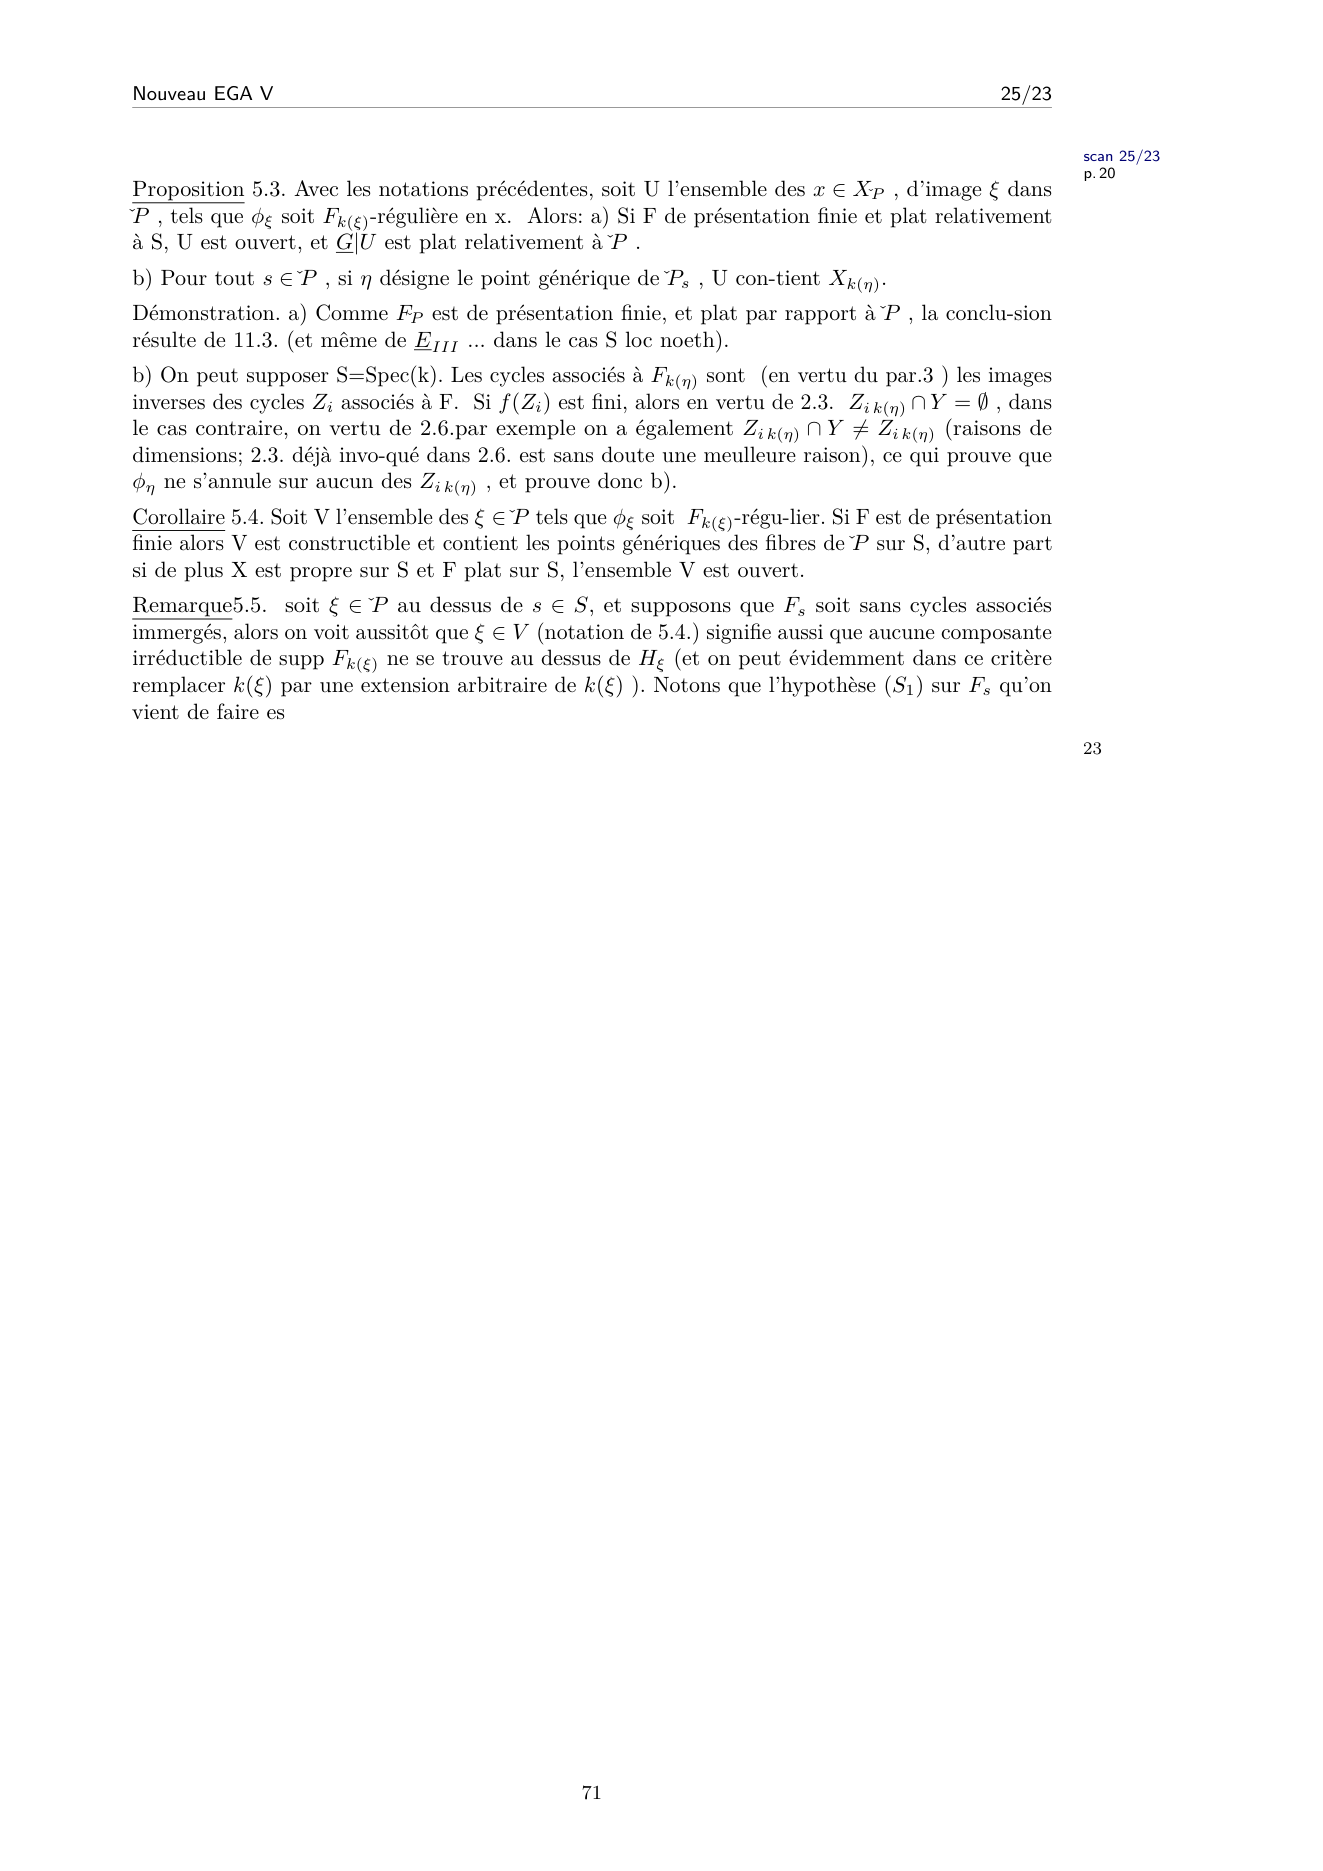 Nouveau EGA V 25/23
scan 25/23
p. 20
Proposition 5.3. Avec les notations précédentes, soit U l'ensemble des x ∈ X_ˇP , d'image ξ dans
ˇP , tels que ϕ_ξ soit F_{k(ξ)}-régulière en x. Alors: a) Si F de présentation finie et plat relativement
à S, U est ouvert, et G|U est plat relativement à ˇP .
b) Pour tout s ∈ ˇP , si η désigne le point générique de ˇP_s , U con-tient X_{k(η)}.
Démonstration. a) Comme F_ˇP est de présentation finie, et plat par rapport à ˇP , la conclu-sion
résulte de 11.3. (et même de E_{III} ... dans le cas S loc noeth).
b) On peut supposer S=Spec(k). Les cycles associés à F_{k(η)} sont (en vertu du par.3 ) les images
inverses des cycles Z_i associés à F. Si f(Z_i) est fini, alors en vertu de 2.3. Z_{i k(η)} ∩ Y = ∅ , dans
le cas contraire, on vertu de 2.6.par exemple on a également Z_{i k(η)} ∩ Y ≠ Z_{i k(η)} (raisons de
dimensions; 2.3. déjà invo-qué dans 2.6. est sans doute une meulleure raison), ce qui prouve que
ϕ_η ne s'annule sur aucun des Z_{i k(η)} , et prouve donc b).
Corollaire 5.4. Soit V l'ensemble des ξ ∈ ˇP tels que ϕ_ξ soit F_{k(ξ)}-régu-lier. Si F est de présentation
finie alors V est constructible et contient les points génériques des fibres de ˇP sur S, d'autre part
si de plus X est propre sur S et F plat sur S, l'ensemble V est ouvert.
Remarque5.5. soit ξ ∈ ˇP au dessus de s ∈ S, et supposons que F_s soit sans cycles associés
immergés, alors on voit aussitôt que ξ ∈ V (notation de 5.4.) signifie aussi que aucune composante
irréductible de supp F_{k(ξ)} ne se trouve au dessus de H_ξ (et on peut évidemment dans ce critère
remplacer k(ξ) par une extension arbitraire de k(ξ) ). Notons que l'hypothèse (S_1) sur F_s qu'on
vient de faire es
23
71